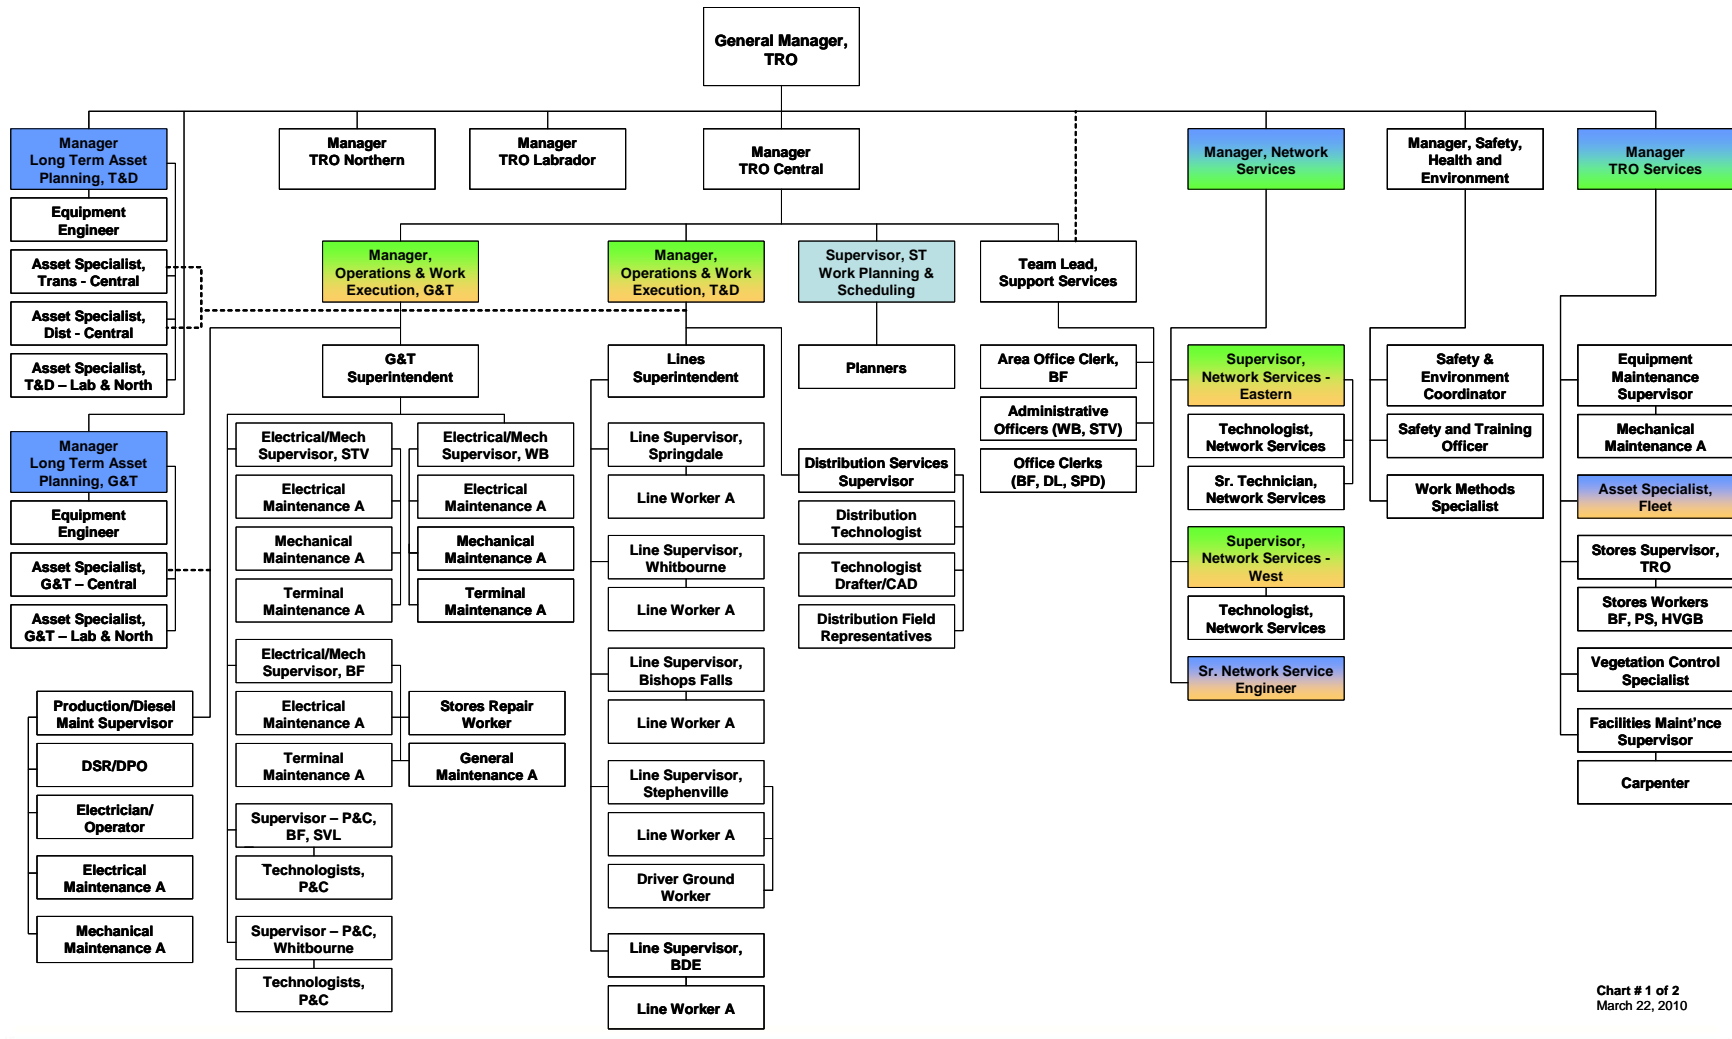 General Manager,
TRO
Manager
Long Term Asset
Planning, T&D
Manager
TRO Northern
Manager
TRO Labrador
Manager
TRO Central
Manager, Network
Services
Manager, Safety,
Health and
Environment
Manager
TRO Services
Equipment
Engineer
Asset Specialist,
Trans - Central
Asset Specialist,
Dist - Central
Asset Specialist,
T&D – Lab & North
Manager
Long Term Asset
Planning, G&T
Equipment
Engineer
Asset Specialist,
G&T – Central
Asset Specialist,
G&T – Lab & North
Manager,
Operations & Work
Execution, G&T
Manager,
Operations & Work
Execution, T&D
Supervisor, ST
Work Planning &
Scheduling
Team Lead,
Support Services
Production/Diesel
Maint Supervisor
DSR/DPO
Electrician/
Operator
Electrical
Maintenance A
Mechanical
Maintenance A
G&T
Superintendent
Electrical/Mech
Supervisor, STV
Electrical
Maintenance A
Mechanical
Maintenance A
Terminal
Maintenance A
Electrical/Mech
Supervisor, WB
Electrical
Maintenance A
Mechanical
Maintenance A
Terminal
Maintenance A
Electrical/Mech
Supervisor, BF
Electrical
Maintenance A
Terminal
Maintenance A
Stores Repair
Worker
General
Maintenance A
Supervisor – P&C,
BF, SVL
Technologists,
P&C
Supervisor – P&C,
Whitbourne
Technologists,
P&C
Lines
Superintendent
Line Supervisor,
Springdale
Line Worker A
Line Supervisor,
Whitbourne
Line Worker A
Line Supervisor,
Bishops Falls
Line Worker A
Line Supervisor,
Stephenville
Line Worker A
Driver Ground
Worker
Line Supervisor,
BDE
Line Worker A
Planners
Distribution Services
Supervisor
Distribution
Technologist
Technologist
Drafter/CAD
Distribution Field
Representatives
Area Office Clerk,
BF
Administrative
Officers (WB, STV)
Office Clerks
(BF, DL, SPD)
Supervisor,
Network Services -
Eastern
Technologist,
Network Services
Sr. Technician,
Network Services
Supervisor,
Network Services -
West
Technologist,
Network Services
Sr. Network Service
Engineer
Safety &
Environment
Coordinator
Safety and Training
Officer
Work Methods
Specialist
Equipment
Maintenance
Supervisor
Mechanical
Maintenance A
Asset Specialist,
Fleet
Stores Supervisor,
TRO
Stores Workers
BF, PS, HVGB
Vegetation Control
Specialist
Facilities Maint'nce
Supervisor
Carpenter
Chart # 1 of 2
March 22, 2010